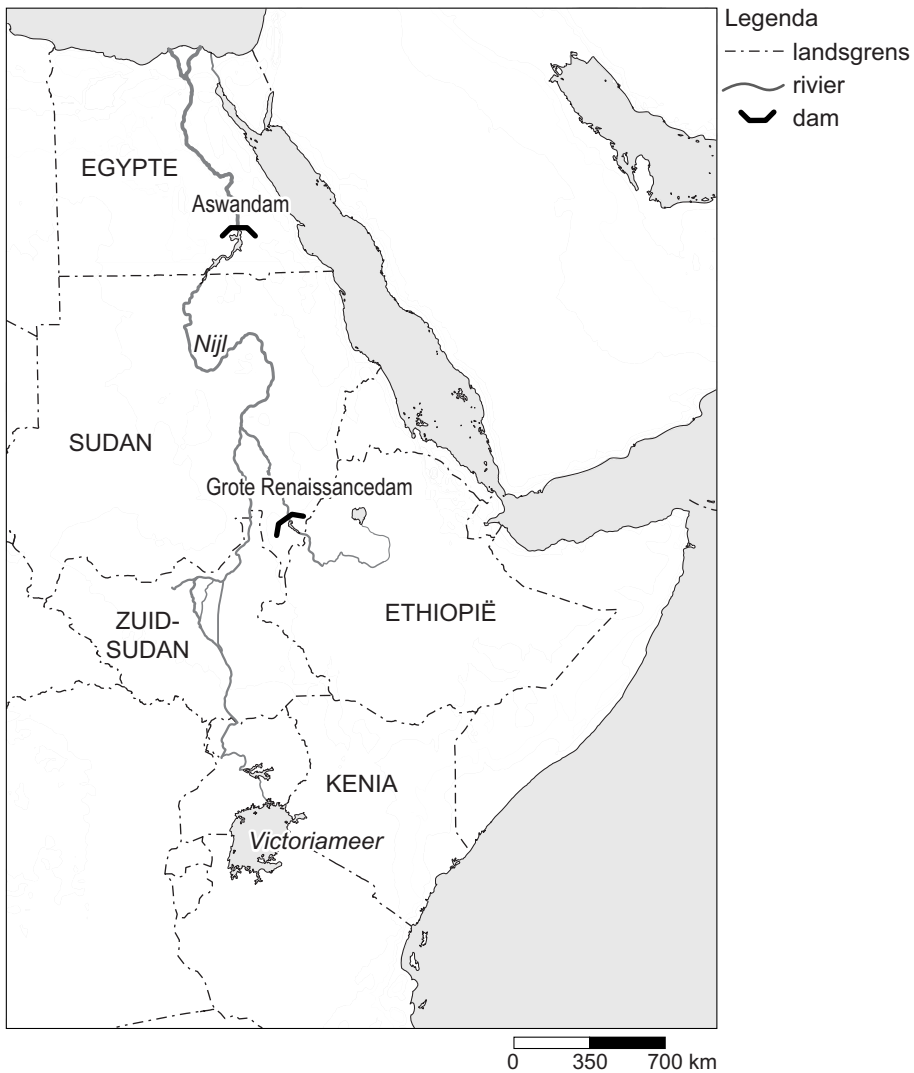 Legenda
landsgrens
rivier
dam
EGYPTE
Aswandam
Nijl
SUDAN
Grote Renaissancedam
ZUID-
SUDAN
ETHIOPIË
KENIA
Victoriameer
0 350 700 km